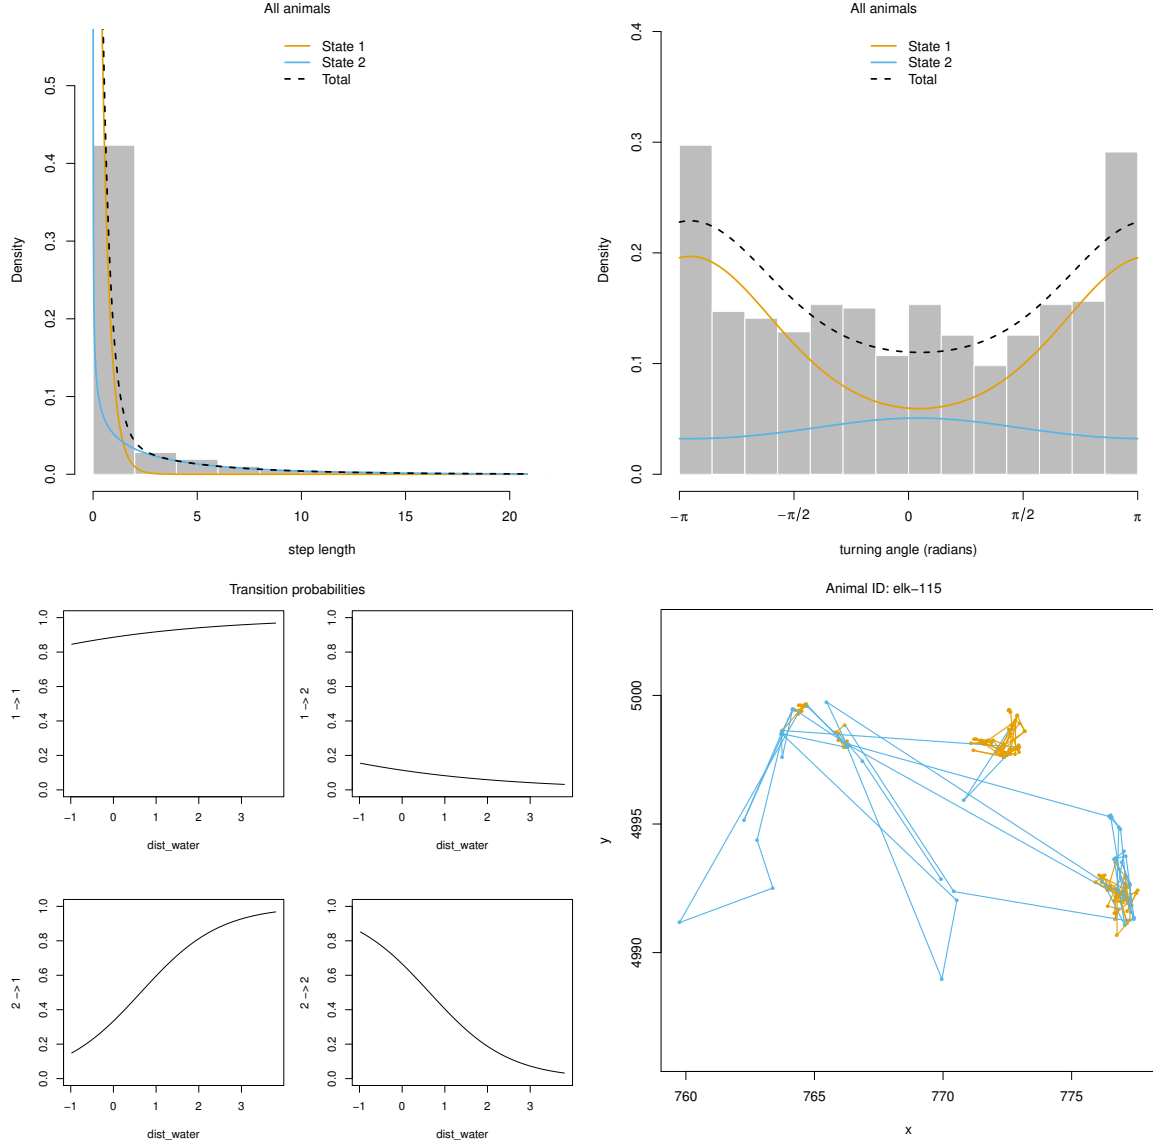 All animals
State 1
State 2
Total
Density
0.0 0.1 0.2 0.3 0.4 0.5
0 5 10 15 20
step length
All animals
State 1
State 2
Total
Density
0.0 0.1 0.2 0.3 0.4
−π −π/2 0 π/2 π
turning angle (radians)
Transition probabilities
1 −> 1
0.0 0.2 0.4 0.6 0.8 1.0
−1 0 1 2 3
dist_water
1 −> 2
0.0 0.2 0.4 0.6 0.8 1.0
−1 0 1 2 3
dist_water
2 −> 1
0.0 0.2 0.4 0.6 0.8 1.0
−1 0 1 2 3
dist_water
2 −> 2
0.0 0.2 0.4 0.6 0.8 1.0
−1 0 1 2 3
dist_water
Animal ID: elk−115
y
4990 4995 5000
760 765 770 775
x